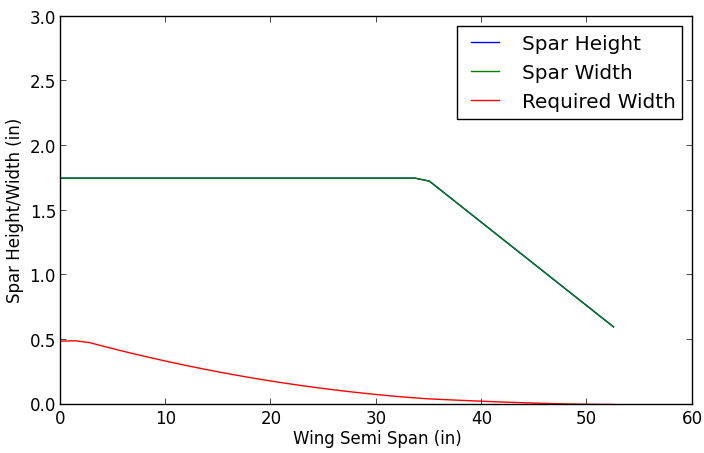 3.0
Spar Height
Spar Width
Required Width
2.5
2.0
1.5
1.0
0.5
0.0
Spar Height/Width (in)
0 10 20 30 40 50 60
Wing Semi Span (in)